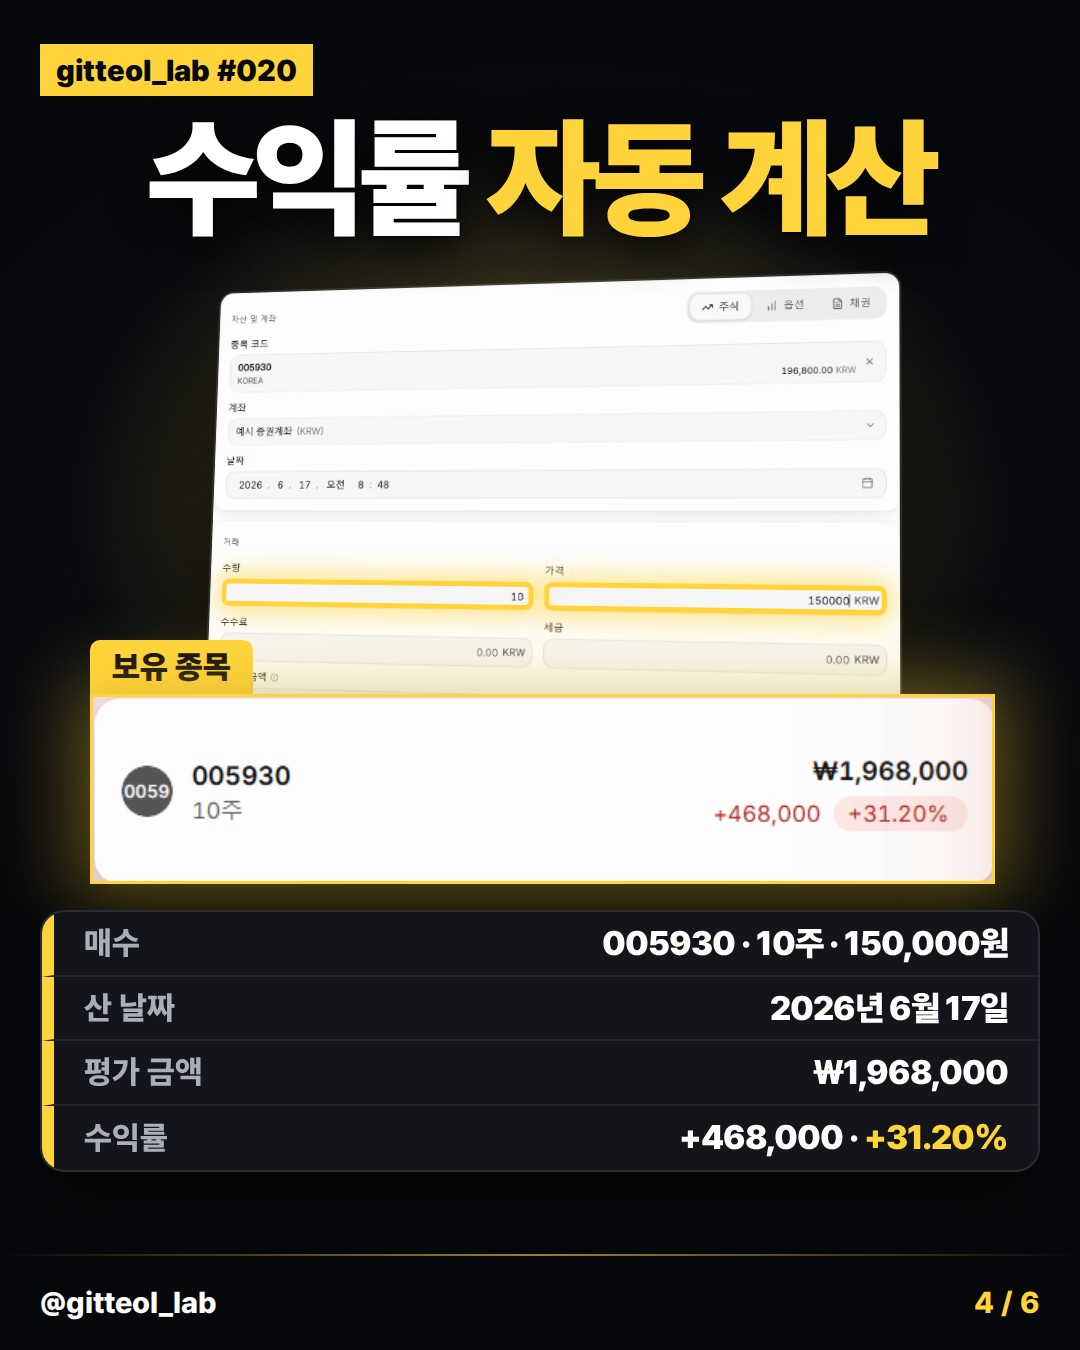 gitteol_lab #020
수익률 자동 계산
자산 및 계좌
주식 옵션 채권
종목 코드
005930
KOREA
196,800.00 KRW
계좌
예시 증권계좌 (KRW)
날짜
2026 . 6 . 17 . 오전 8 : 48
거래
수량 가격
10 150000 KRW
수수료 세금
0.00 KRW 0.00 KRW
금액
보유 종목
0059
005930
10주
₩1,968,000
+468,000 +31.20%
매수 005930 · 10주 · 150,000원
산 날짜 2026년 6월 17일
평가 금액 ₩1,968,000
수익률 +468,000 · +31.20%
@gitteol_lab 4 / 6